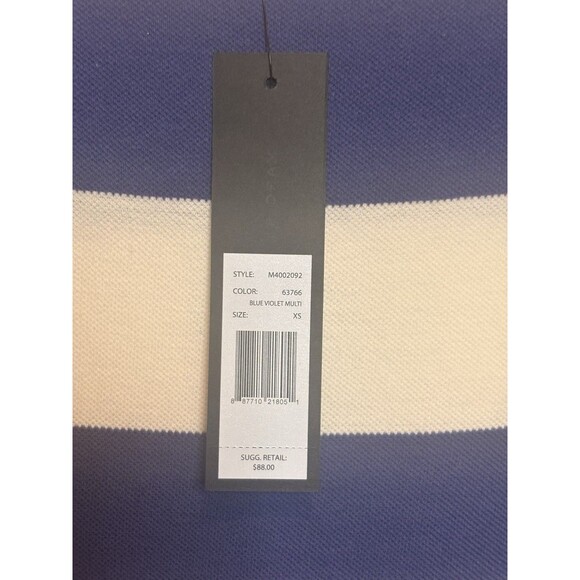 STYLE: M4002092
COLOR: 63766
BLUE VIOLET MULTI
SIZE: XS
8 87710 21805 1
SUGG. RETAIL:
$88.00